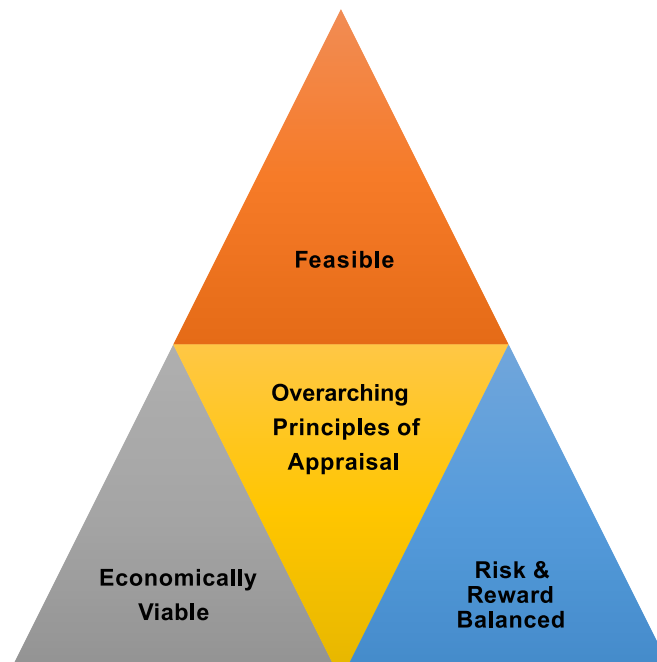 Feasible
Overarching
Principles of
Appraisal
Economically
Viable
Risk &
Reward
Balanced